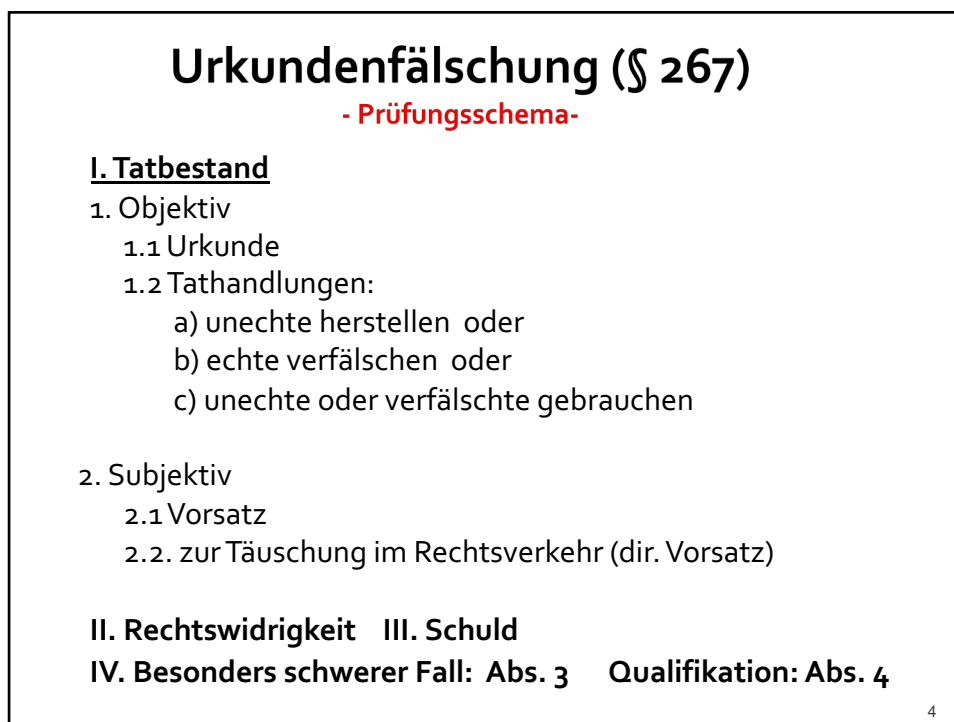 Urkundenfälschung (§ 267)
- Prüfungsschema-
I. Tatbestand
1. Objektiv
1.1 Urkunde
1.2 Tathandlungen:
a) unechte herstellen oder
b) echte verfälschen oder
c) unechte oder verfälschte gebrauchen
2. Subjektiv
2.1 Vorsatz
2.2. zur Täuschung im Rechtsverkehr (dir. Vorsatz)
II. Rechtswidrigkeit III. Schuld
IV. Besonders schwerer Fall: Abs. 3 Qualifikation: Abs. 4
4